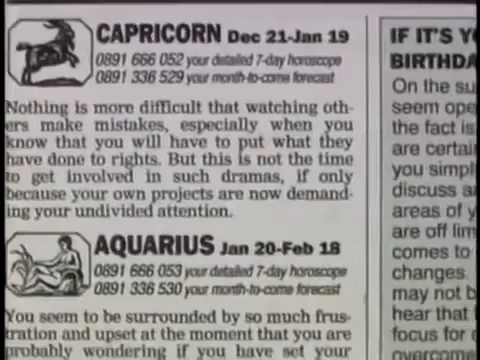 CAPRICORN Dec 21-Jan 19
0891 666 052 your detailed 7-day horoscope
0891 336 529 your month-to-come forecast
Nothing is more difficult that watching oth-
ers make mistakes, especially when you
know that you will have to put what they
have done to rights. But this is not the time
to get involved in such dramas, if only
because your own projects are now demand-
ing your undivided attention.
AQUARIUS Jan 20-Feb 18
0891 666 053 your detailed 7-day horoscope
0891 336 530 your month-to-come forecast
You seem to be surrounded by so much frus-
tration and upset at the moment that you are
probably wondering if you have set your
IF IT'S YO
BIRTHDA
On the su
seem ope
the fact is
are certai
you simpl
discuss a
areas of y
are off lim
comes to
changes.
may not b
hear that
focus for
overcome